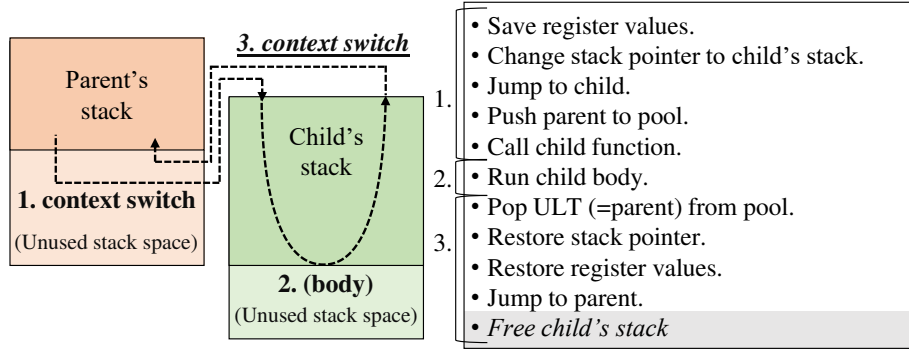 3. context switch
Parent's
stack
Child's
stack
1. context switch
(Unused stack space)
2. (body)
(Unused stack space)
1.
• Save register values.
• Change stack pointer to child's stack.
• Jump to child.
• Push parent to pool.
• Call child function.
2.
• Run child body.
3.
• Pop ULT (=parent) from pool.
• Restore stack pointer.
• Restore register values.
• Jump to parent.
• Free child's stack